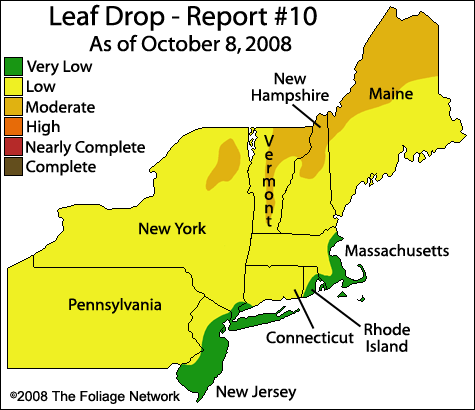 Leaf Drop - Report #10
As of October 8, 2008
Very Low
Low
Moderate
High
Nearly Complete
Complete
New
Hampshire
Maine
Vermont
New York
Massachusetts
Pennsylvania
Connecticut
Rhode
Island
New Jersey
©2008 The Foliage Network